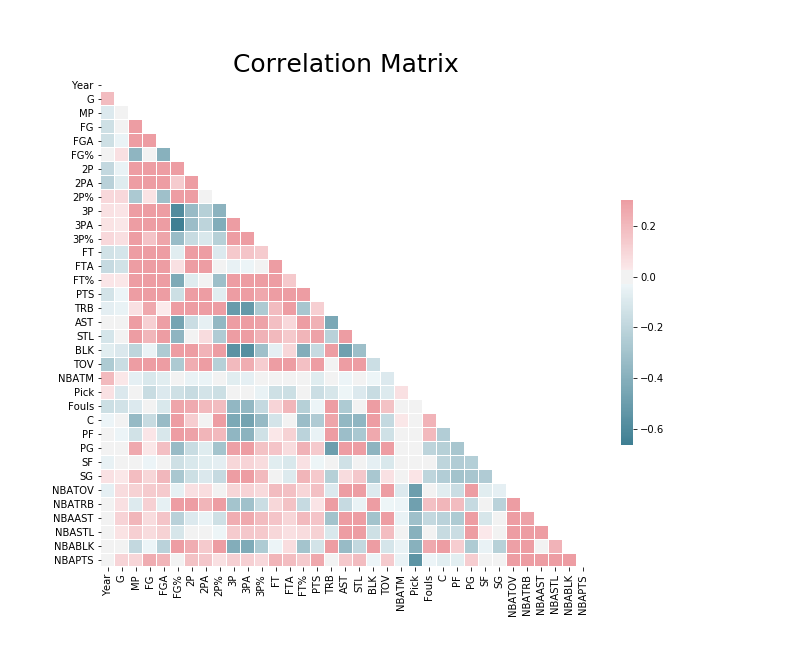 Correlation Matrix
Year
G
MP
FG
FGA
FG%
2P
2PA
2P%
3P
3PA
3P%
FT
FTA
FT%
PTS
TRB
AST
STL
BLK
TOV
NBATM
Pick
Fouls
C
PF
PG
SF
SG
NBATOV
NBATRB
NBAAST
NBASTL
NBABLK
NBAPTS
0.2
0.0
−0.2
−0.4
−0.6
Year
G
MP
FG
FGA
FG%
2P
2PA
2P%
3P
3PA
3P%
FT
FTA
FT%
PTS
TRB
AST
STL
BLK
TOV
NBATM
Pick
Fouls
C
PF
PG
SF
SG
NBATOV
NBATRB
NBAAST
NBASTL
NBABLK
NBAPTS